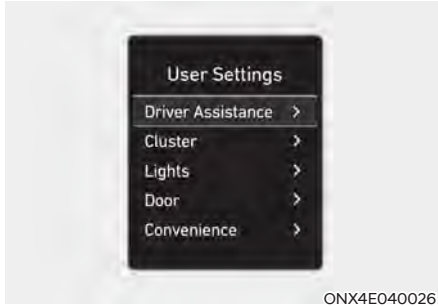 User Settings
Driver Assistance >
Cluster >
Lights >
Door >
Convenience >
ONX4E040026